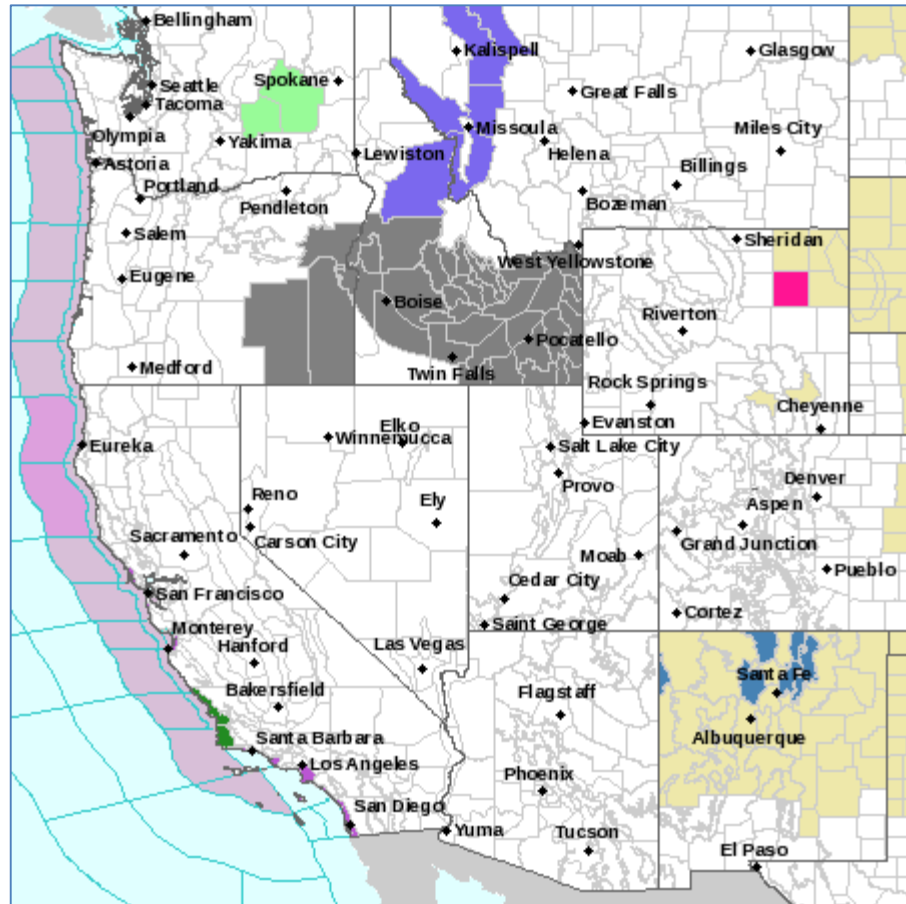 Bellingham
Kalispell
Glasgow
Seattle
Spokane
Great Falls
Tacoma
Olympia
Yakima
Missoula
Miles City
Astoria
Lewiston
Helena
Billings
Portland
Pendleton
Bozeman
Salem
Sheridan
West Yellowstone
Eugene
Boise
Riverton
Pocatello
Medford
Twin Falls
Rock Springs
Cheyenne
Eureka
Elko
Winnemucca
Evanston
Salt Lake City
Provo
Denver
Reno
Ely
Aspen
Sacramento
Carson City
Grand Junction
Moab
Pueblo
San Francisco
Cedar City
Cortez
Monterey
Saint George
Hanford
Las Vegas
Santa Fe
Bakersfield
Flagstaff
Albuquerque
Santa Barbara
Los Angeles
Phoenix
San Diego
Yuma
Tucson
El Paso